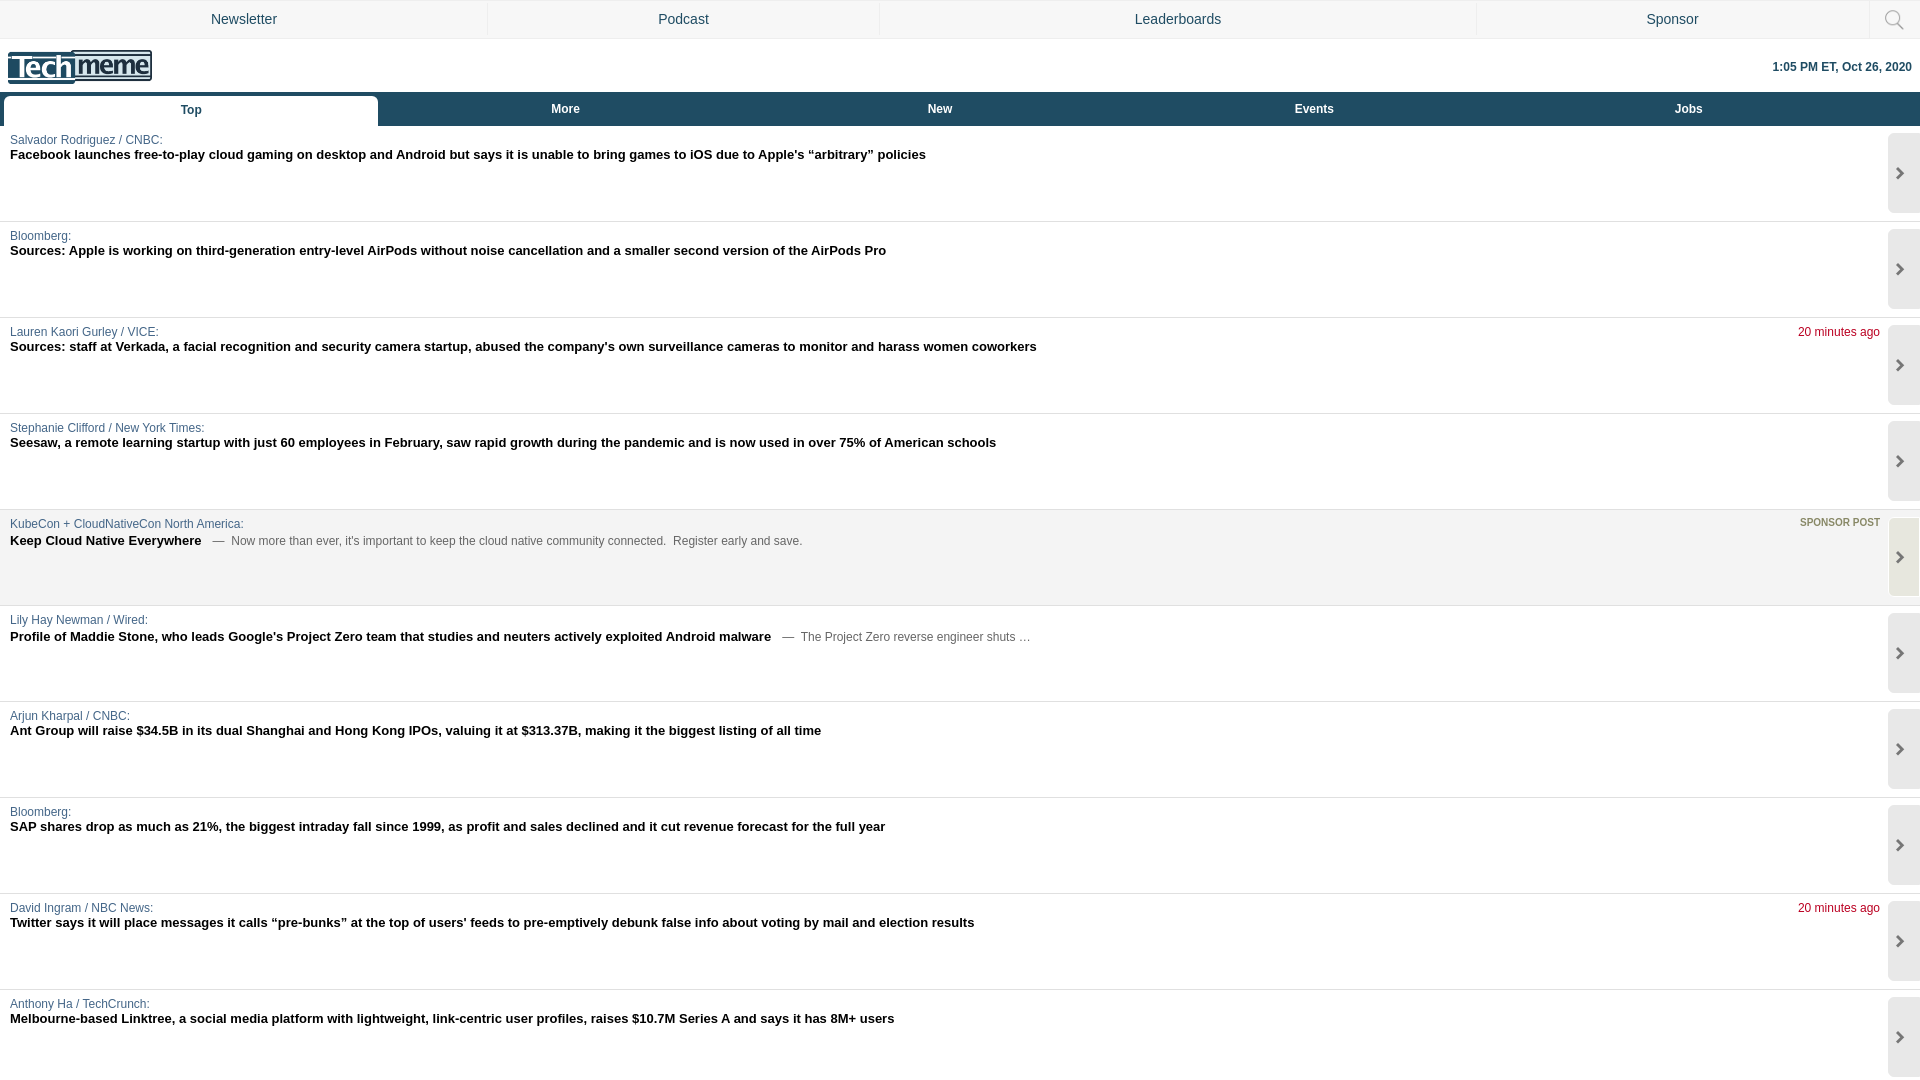 Newsletter
Podcast
Leaderboards
Sponsor
Techmeme
1:05 PM ET, Oct 26, 2020
Top
More
New
Events
Jobs
Salvador Rodriguez / CNBC:
Facebook launches free-to-play cloud gaming on desktop and Android but says it is unable to bring games to iOS due to Apple's “arbitrary” policies
Bloomberg:
Sources: Apple is working on third-generation entry-level AirPods without noise cancellation and a smaller second version of the AirPods Pro
Lauren Kaori Gurley / VICE:
20 minutes ago
Sources: staff at Verkada, a facial recognition and security camera startup, abused the company's own surveillance cameras to monitor and harass women coworkers
Stephanie Clifford / New York Times:
Seesaw, a remote learning startup with just 60 employees in February, saw rapid growth during the pandemic and is now used in over 75% of American schools
KubeCon + CloudNativeCon North America:
SPONSOR POST
Keep Cloud Native Everywhere — Now more than ever, it's important to keep the cloud native community connected. Register early and save.
Lily Hay Newman / Wired:
Profile of Maddie Stone, who leads Google's Project Zero team that studies and neuters actively exploited Android malware — The Project Zero reverse engineer shuts …
Arjun Kharpal / CNBC:
Ant Group will raise $34.5B in its dual Shanghai and Hong Kong IPOs, valuing it at $313.37B, making it the biggest listing of all time
Bloomberg:
SAP shares drop as much as 21%, the biggest intraday fall since 1999, as profit and sales declined and it cut revenue forecast for the full year
David Ingram / NBC News:
20 minutes ago
Twitter says it will place messages it calls “pre-bunks” at the top of users' feeds to pre-emptively debunk false info about voting by mail and election results
Anthony Ha / TechCrunch:
Melbourne-based Linktree, a social media platform with lightweight, link-centric user profiles, raises $10.7M Series A and says it has 8M+ users